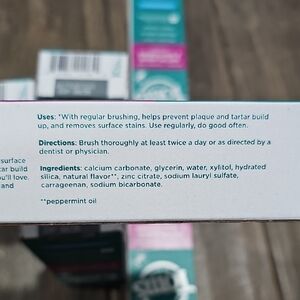 Uses: *With regular brushing, helps prevent plaque and tartar build
up, and removes surface stains. Use regularly, do good often.
Directions: Brush thoroughly at least twice a day or as directed by a
dentist or physician.
surface
tar build
ou'll love.
and
Ingredients: calcium carbonate, glycerin, water, xylitol, hydrated
silica, natural flavor**, zinc citrate, sodium lauryl sulfate,
carrageenan, sodium bicarbonate.
**peppermint oil